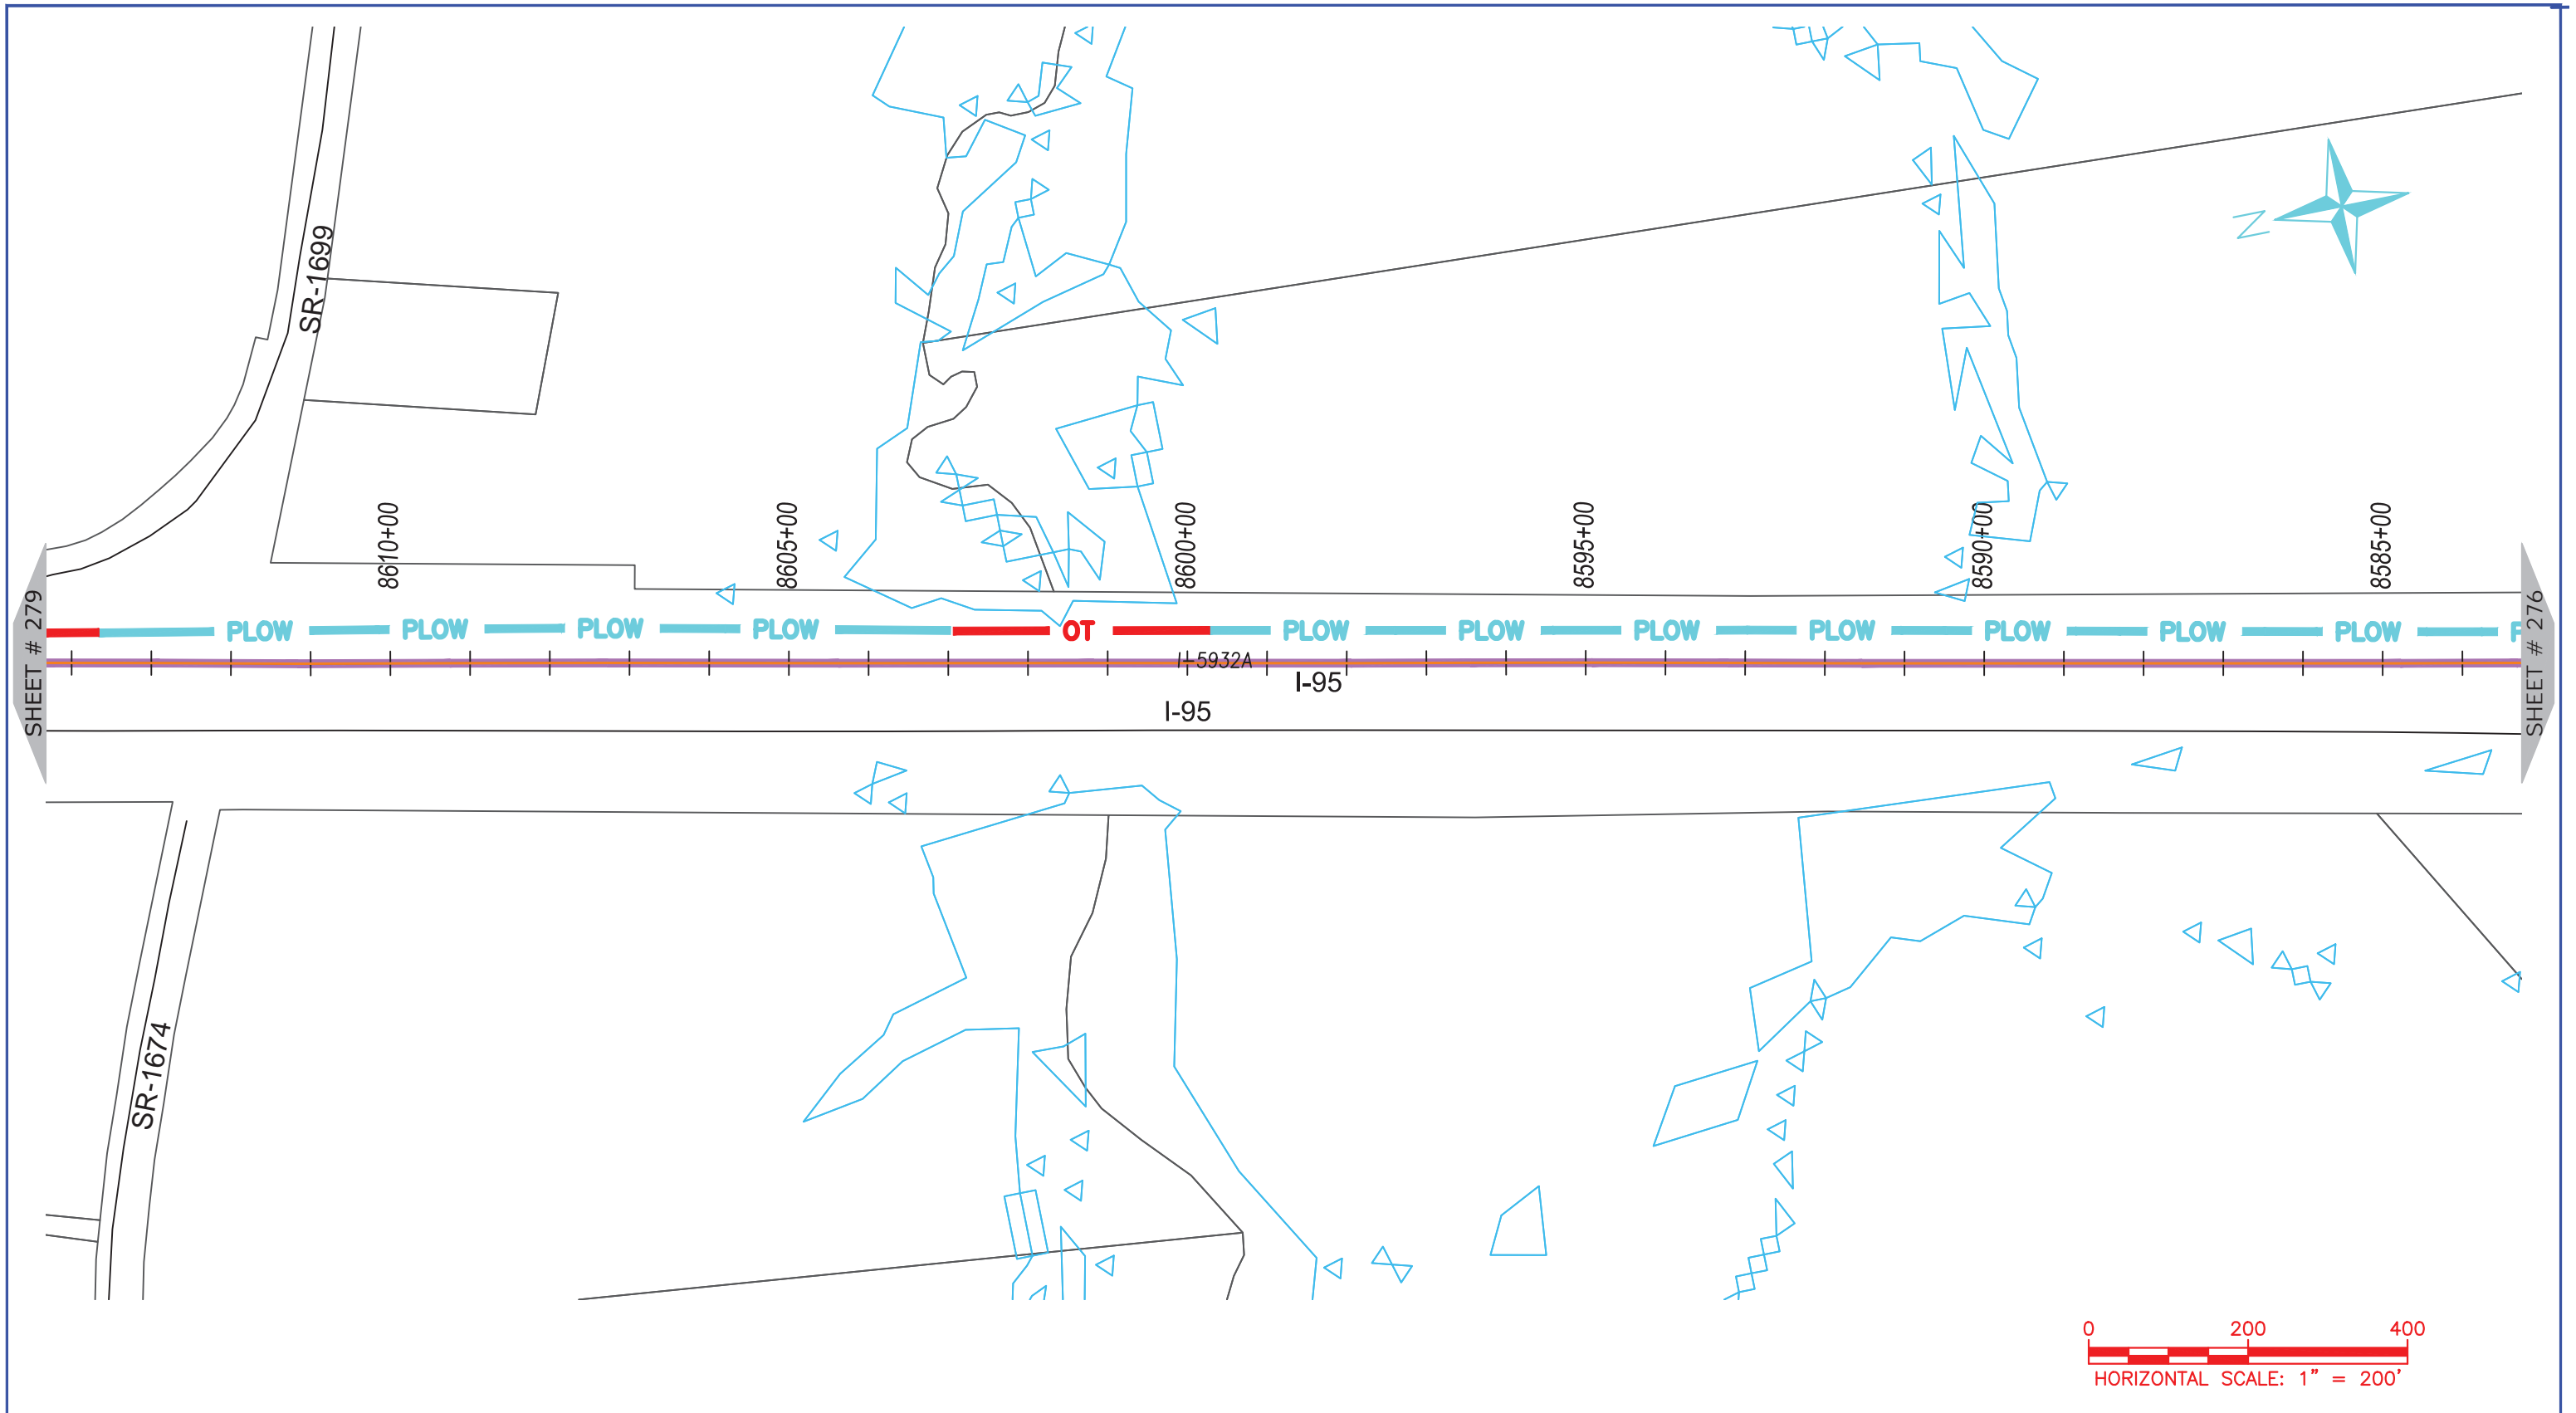 SR-1699
N
8610+00
8605+00
8600+00
8595+00
8590+00
8585+00
SHEET # 279
PLOW PLOW PLOW PLOW OT PLOW PLOW PLOW PLOW PLOW PLOW PLOW P
SHEET # 276
I-5932A
I-95
I-95
SR-1674
0 200 400
HORIZONTAL SCALE: 1" = 200'